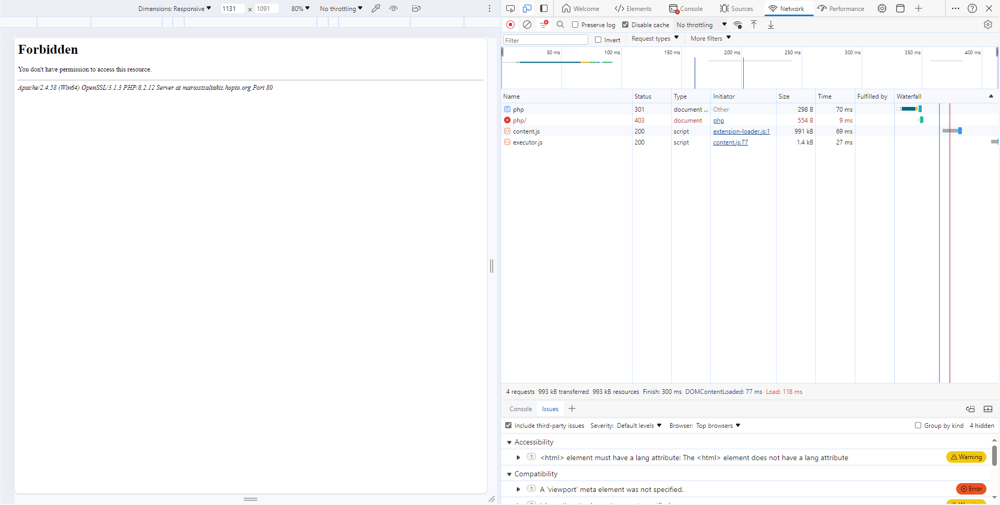 Dimensions: Responsive ▼ 1131 × 1091 80% ▼ No throttling ▼
Forbidden
You don't have permission to access this resource.
Apache/2.4.58 (Win64) OpenSSL/3.1.3 PHP/8.2.12 Server at mariostsaltakis.hopto.org Port 80
Welcome Elements Console Sources Network Performance
Preserve log Disable cache No throttling ▼
Filter Invert Request types ▼ More filters ▼
50 ms 100 ms 150 ms 200 ms 250 ms 300 ms 350 ms 400 ms
Name Status Type Initiator Size Time Fulfilled by Waterfall
php 301 document ... Other 298 B 70 ms
php/ 403 document php 554 B 9 ms
content.js 200 script extension-loader.js:1 991 kB 69 ms
executor.js 200 script content.js:77 1.4 kB 27 ms
4 requests 993 kB transferred 993 kB resources Finish: 300 ms DOMContentLoaded: 77 ms Load: 118 ms
Console Issues
Include third-party issues Severity: Default levels ▼ Browser: Top browsers ▼ Group by kind 4 hidden
Accessibility
1 <html> element must have a lang attribute: The <html> element does not have a lang attribute Warning
Compatibility
1 A 'viewport' meta element was not specified. Error